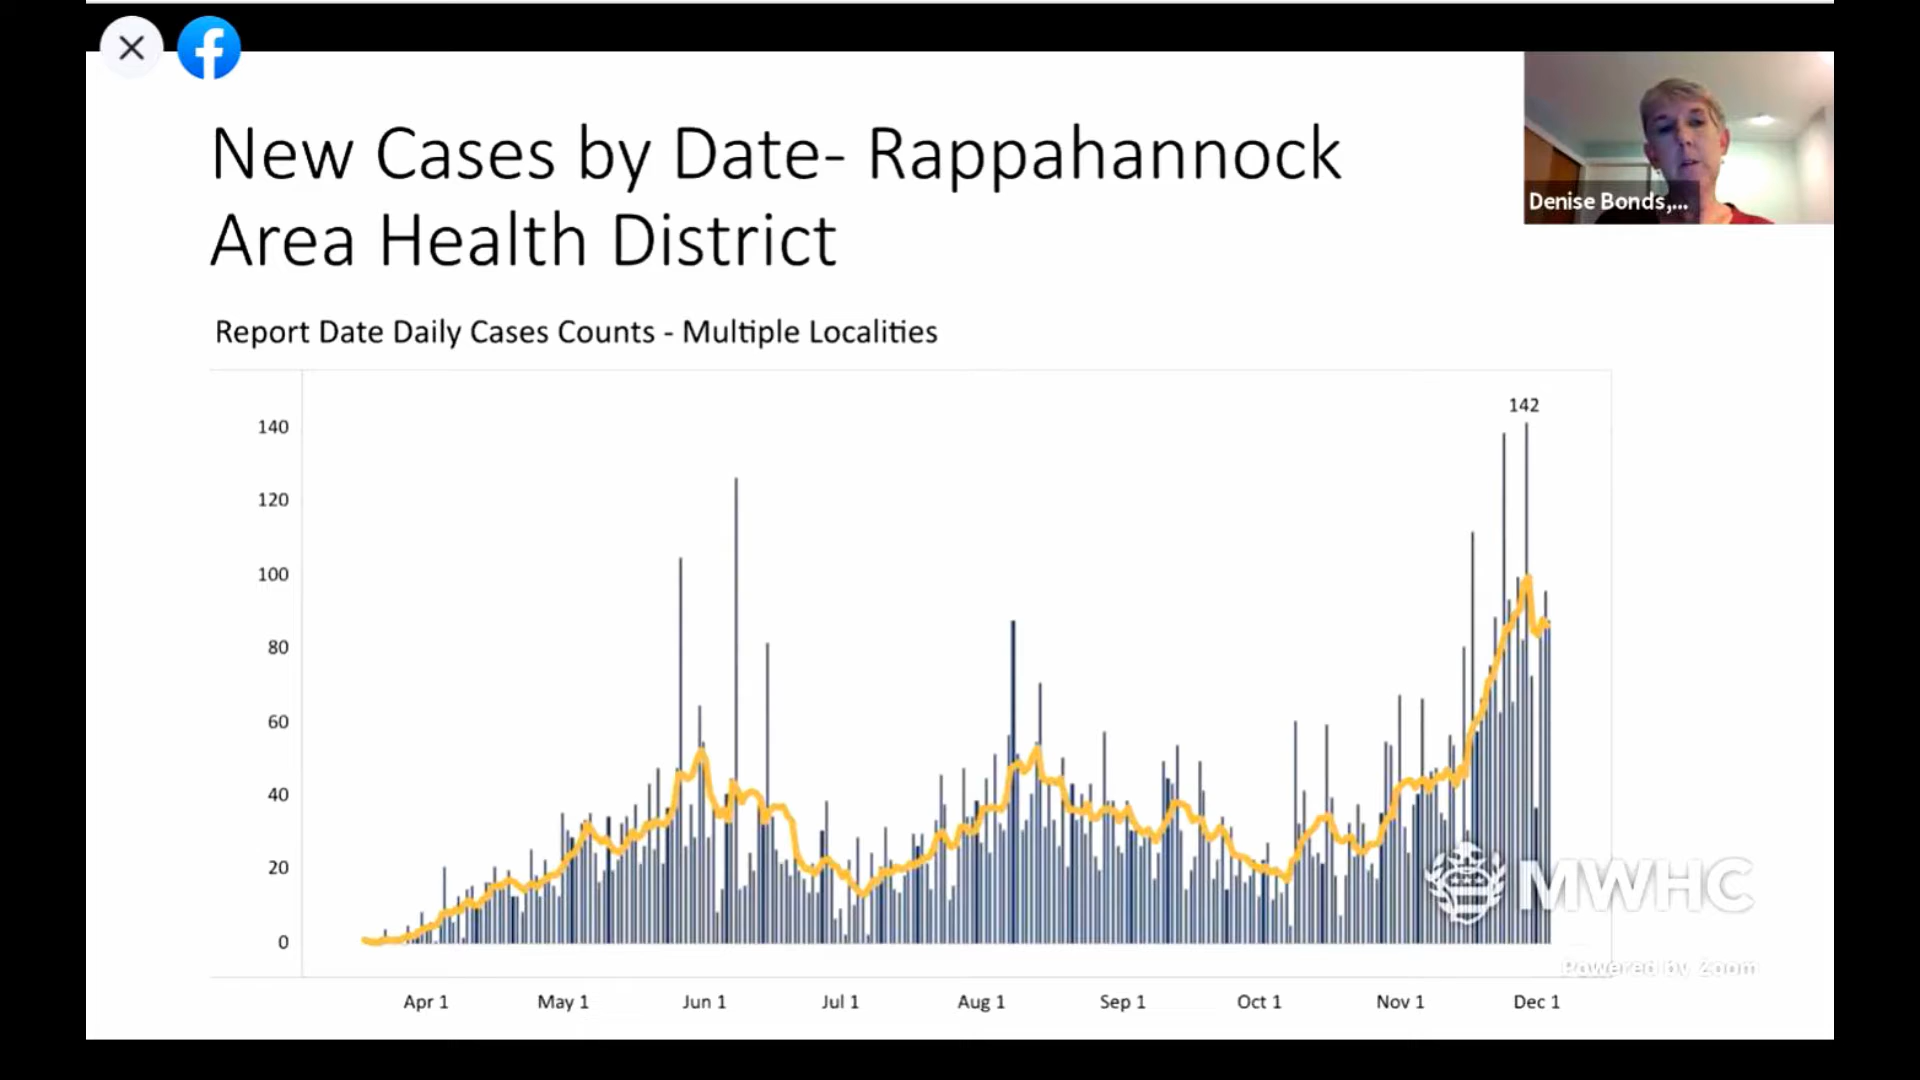 New Cases by Date- Rappahannock
Area Health District
Denise Bonds,...
Report Date Daily Cases Counts - Multiple Localities
142
140
120
100
80
60
40
20
0
MWHC
Powered by Zoom
Apr 1 May 1 Jun 1 Jul 1 Aug 1 Sep 1 Oct 1 Nov 1 Dec 1